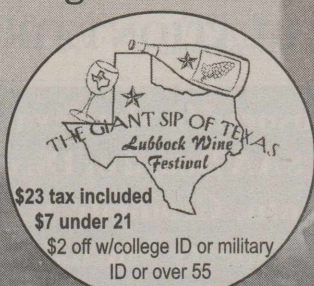 THE GIANT SIP OF TEXAS
Lubbock Wine
Festival
$23 tax included
$7 under 21
$2 off w/college ID or military
ID or over 55